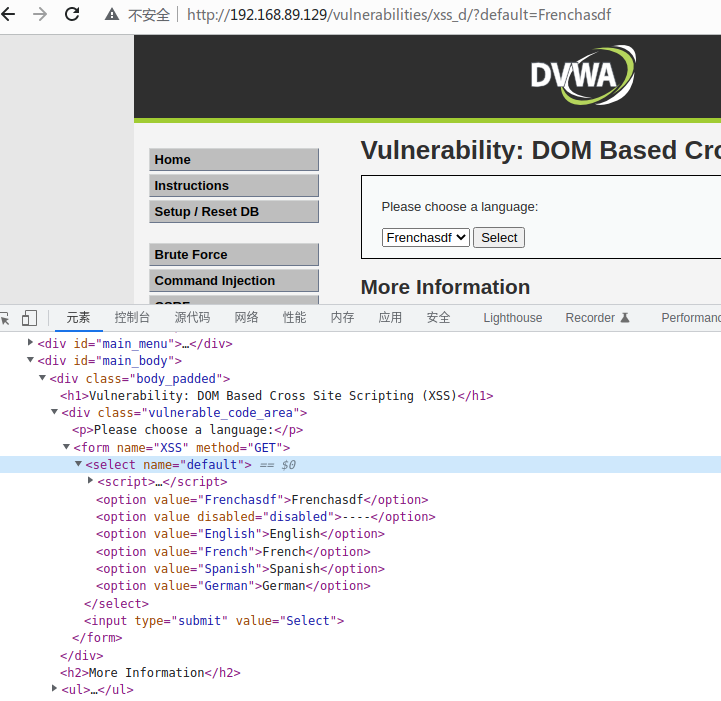 不安全 http://192.168.89.129/vulnerabilities/xss_d/?default=Frenchasdf
DVWA
Home
Instructions
Setup / Reset DB
Brute Force
Command Injection
Vulnerability: DOM Based
Please choose a language:
Frenchasdf Select
More Information
元素 控制台 源代码 网络 性能 内存 应用 安全 Lighthouse Recorder
<div id="main_menu">…</div>
<div id="main_body">
<div class="body_padded">
<h1>Vulnerability: DOM Based Cross Site Scripting (XSS)</h1>
<div class="vulnerable_code_area">
<p>Please choose a language:</p>
<form name="XSS" method="GET">
<select name="default"> == $0
<script>…</script>
<option value="Frenchasdf">Frenchasdf</option>
<option value disabled="disabled">----</option>
<option value="English">English</option>
<option value="French">French</option>
<option value="Spanish">Spanish</option>
<option value="German">German</option>
</select>
<input type="submit" value="Select">
</form>
</div>
<h2>More Information</h2>
<ul>…</ul>